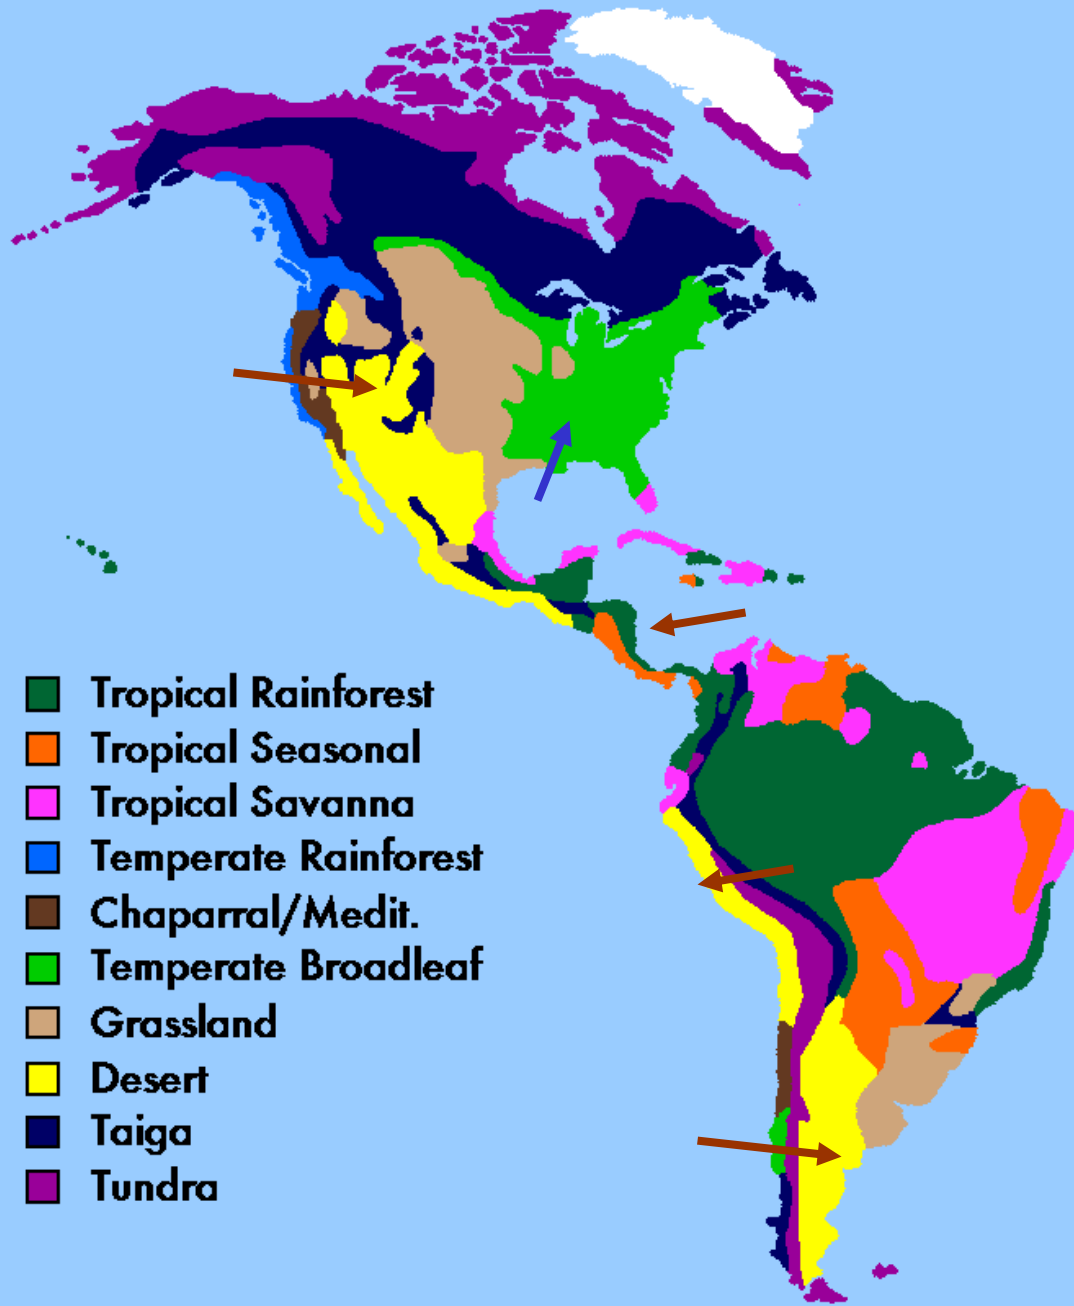 Tropical Rainforest
Tropical Seasonal
Tropical Savanna
Temperate Rainforest
Chaparral/Medit.
Temperate Broadleaf
Grassland
Desert
Taiga
Tundra